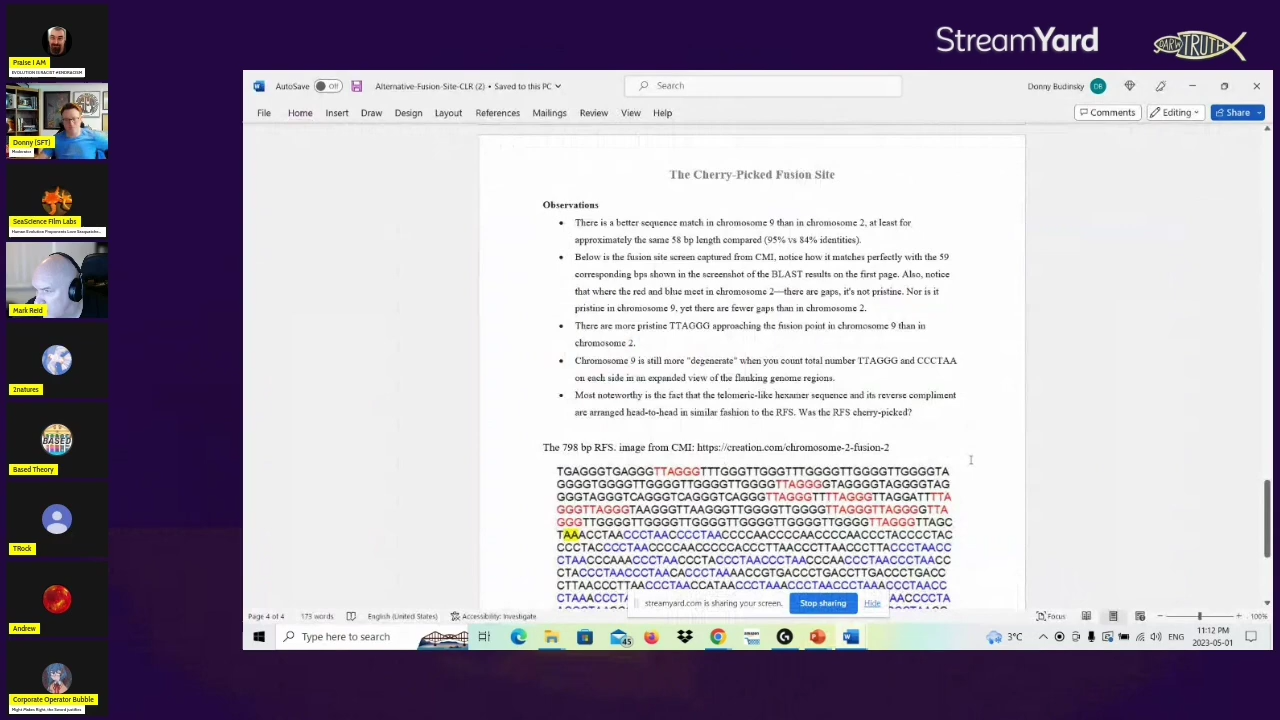 StreamYard
TRUTH
Praise I AM
EVOLUTION IS RACIST #ENDRACISM
Donny (SFT)
Moderator
SeaScience Film Labs
Mark Reid
2natures
BASED
Based Theory
TRock
Andrew
Corporate Operator Bubble
AutoSave Off Alternative-Fusion-Site-CLR (2) • Saved to this PC Search Donny Budinsky DB
File Home Insert Draw Design Layout References Mailings Review View Help Comments Editing Share
The Cherry-Picked Fusion Site
Observations
• There is a better sequence match in chromosome 9 than in chromosome 2, at least for
approximately the same 58 bp length compared (95% vs 84% identities).
• Below is the fusion site screen captured from CMI, notice how it matches perfectly with the 59
corresponding bps shown in the screenshot of the BLAST results on the first page. Also, notice
that where the red and blue meet in chromosome 2—there are gaps, it's not pristine. Nor is it
pristine in chromosome 9, yet there are fewer gaps than in chromosome 2.
• There are more pristine TTAGGG approaching the fusion point in chromosome 9 than in
chromosome 2.
• Chromosome 9 is still more "degenerate" when you count total number TTAGGG and CCCTAA
on each side in an expanded view of the flanking genome regions.
• Most noteworthy is the fact that the telomeric-like hexamer sequence and its reverse compliment
are arranged head-to-head in similar fashion to the RFS. Was the RFS cherry-picked?
The 798 bp RFS. image from CMI: https://creation.com/chromosome-2-fusion-2
TGAGGGTGAGGGTTAGGGTTTGGGTTGGGTTTGGGGTTGGGGTTGGGGTA
GGGGTGGGGTTGGGGTTGGGGTTGGGGTTAGGGGTAGGGGTAGGGGTAG
GGGTAGGGTCAGGGTCAGGGTCAGGGTTAGGGTTTTAGGGTTAGGATTTTA
GGGTTAGGGTAAGGGTTAAGGGTTGGGGTTGGGGTTAGGGTTAGGGGTTA
GGGTTGGGGTTGGGGTTGGGGTTGGGGTTGGGGTTGGGGTTAGGGTTAGC
TAAACCTAACCCTAACCCCTAACCCCAACCCCAACCCCAACCCTACCCCTAC
CCCTACCCCTAACCCCAACCCCCACCCTTAACCCTTAACCCTTACCCTAACC
CTAACCCAAACCCTAACCCTACCCTAACCCTAACCCAACCCTAACCCTAACC
CTACCCTAACCCTAACACCCTAAAACCGTGACCCTGACCTTGACCCTGACC
streamyard.com is sharing your screen. Stop sharing Hide
Page 4 of 4 173 words English (United States) Accessibility: Investigate Focus 100%
Type here to search 45 3°C ENG 11:12 PM
2023-05-01